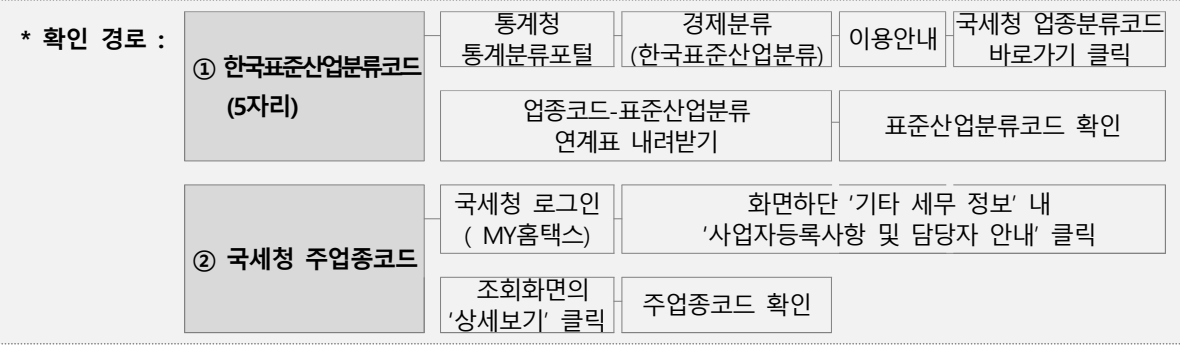 * 확인 경로 :
① 한국표준산업분류코드
(5자리)
통계청
통계분류포털
경제분류
(한국표준산업분류)
이용안내
국세청 업종분류코드
바로가기 클릭
업종코드-표준산업분류
연계표 내려받기
표준산업분류코드 확인
② 국세청 주업종코드
국세청 로그인
( MY홈택스)
화면하단 '기타 세무 정보' 내
'사업자등록사항 및 담당자 안내' 클릭
조회화면의
'상세보기' 클릭
주업종코드 확인